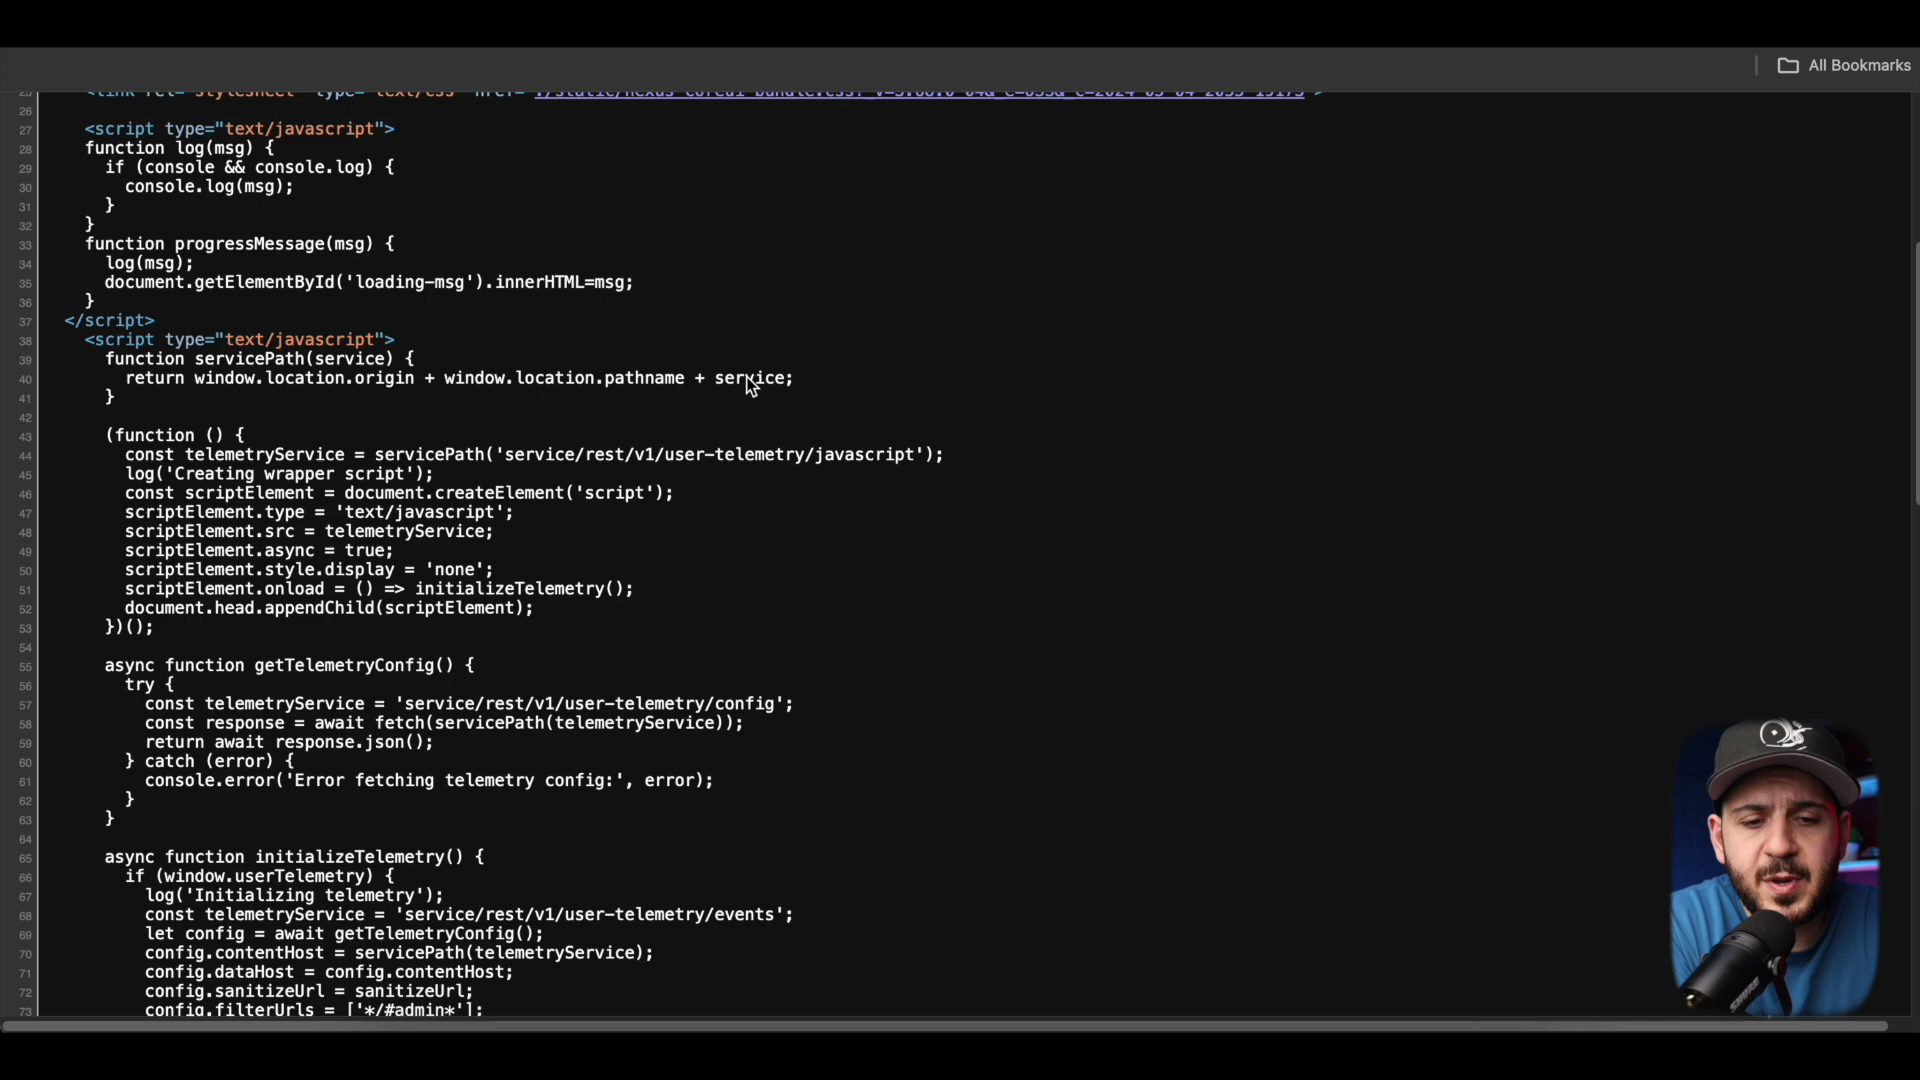 All Bookmarks
25 <link rel="stylesheet" type="text/css" href="
26
27 <script type="text/javascript">
28 function log(msg) {
29 if (console && console.log) {
30 console.log(msg);
31 }
32 }
33 function progressMessage(msg) {
34 log(msg);
35 document.getElementById('loading-msg').innerHTML=msg;
36 }
37 </script>
38 <script type="text/javascript">
39 function servicePath(service) {
40 return window.location.origin + window.location.pathname + service;
41 }
42
43 (function () {
44 const telemetryService = servicePath('service/rest/v1/user-telemetry/javascript');
45 log('Creating wrapper script');
46 const scriptElement = document.createElement('script');
47 scriptElement.type = 'text/javascript';
48 scriptElement.src = telemetryService;
49 scriptElement.async = true;
50 scriptElement.style.display = 'none';
51 scriptElement.onload = () => initializeTelemetry();
52 document.head.appendChild(scriptElement);
53 })();
54
55 async function getTelemetryConfig() {
56 try {
57 const telemetryService = 'service/rest/v1/user-telemetry/config';
58 const response = await fetch(servicePath(telemetryService));
59 return await response.json();
60 } catch (error) {
61 console.error('Error fetching telemetry config:', error);
62 }
63 }
64
65 async function initializeTelemetry() {
66 if (window.userTelemetry) {
67 log('Initializing telemetry');
68 const telemetryService = 'service/rest/v1/user-telemetry/events';
69 let config = await getTelemetryConfig();
70 config.contentHost = servicePath(telemetryService);
71 config.dataHost = config.contentHost;
72 config.sanitizeUrl = sanitizeUrl;
73 config.filterUrls = ['*/#admin*'];
SHURE